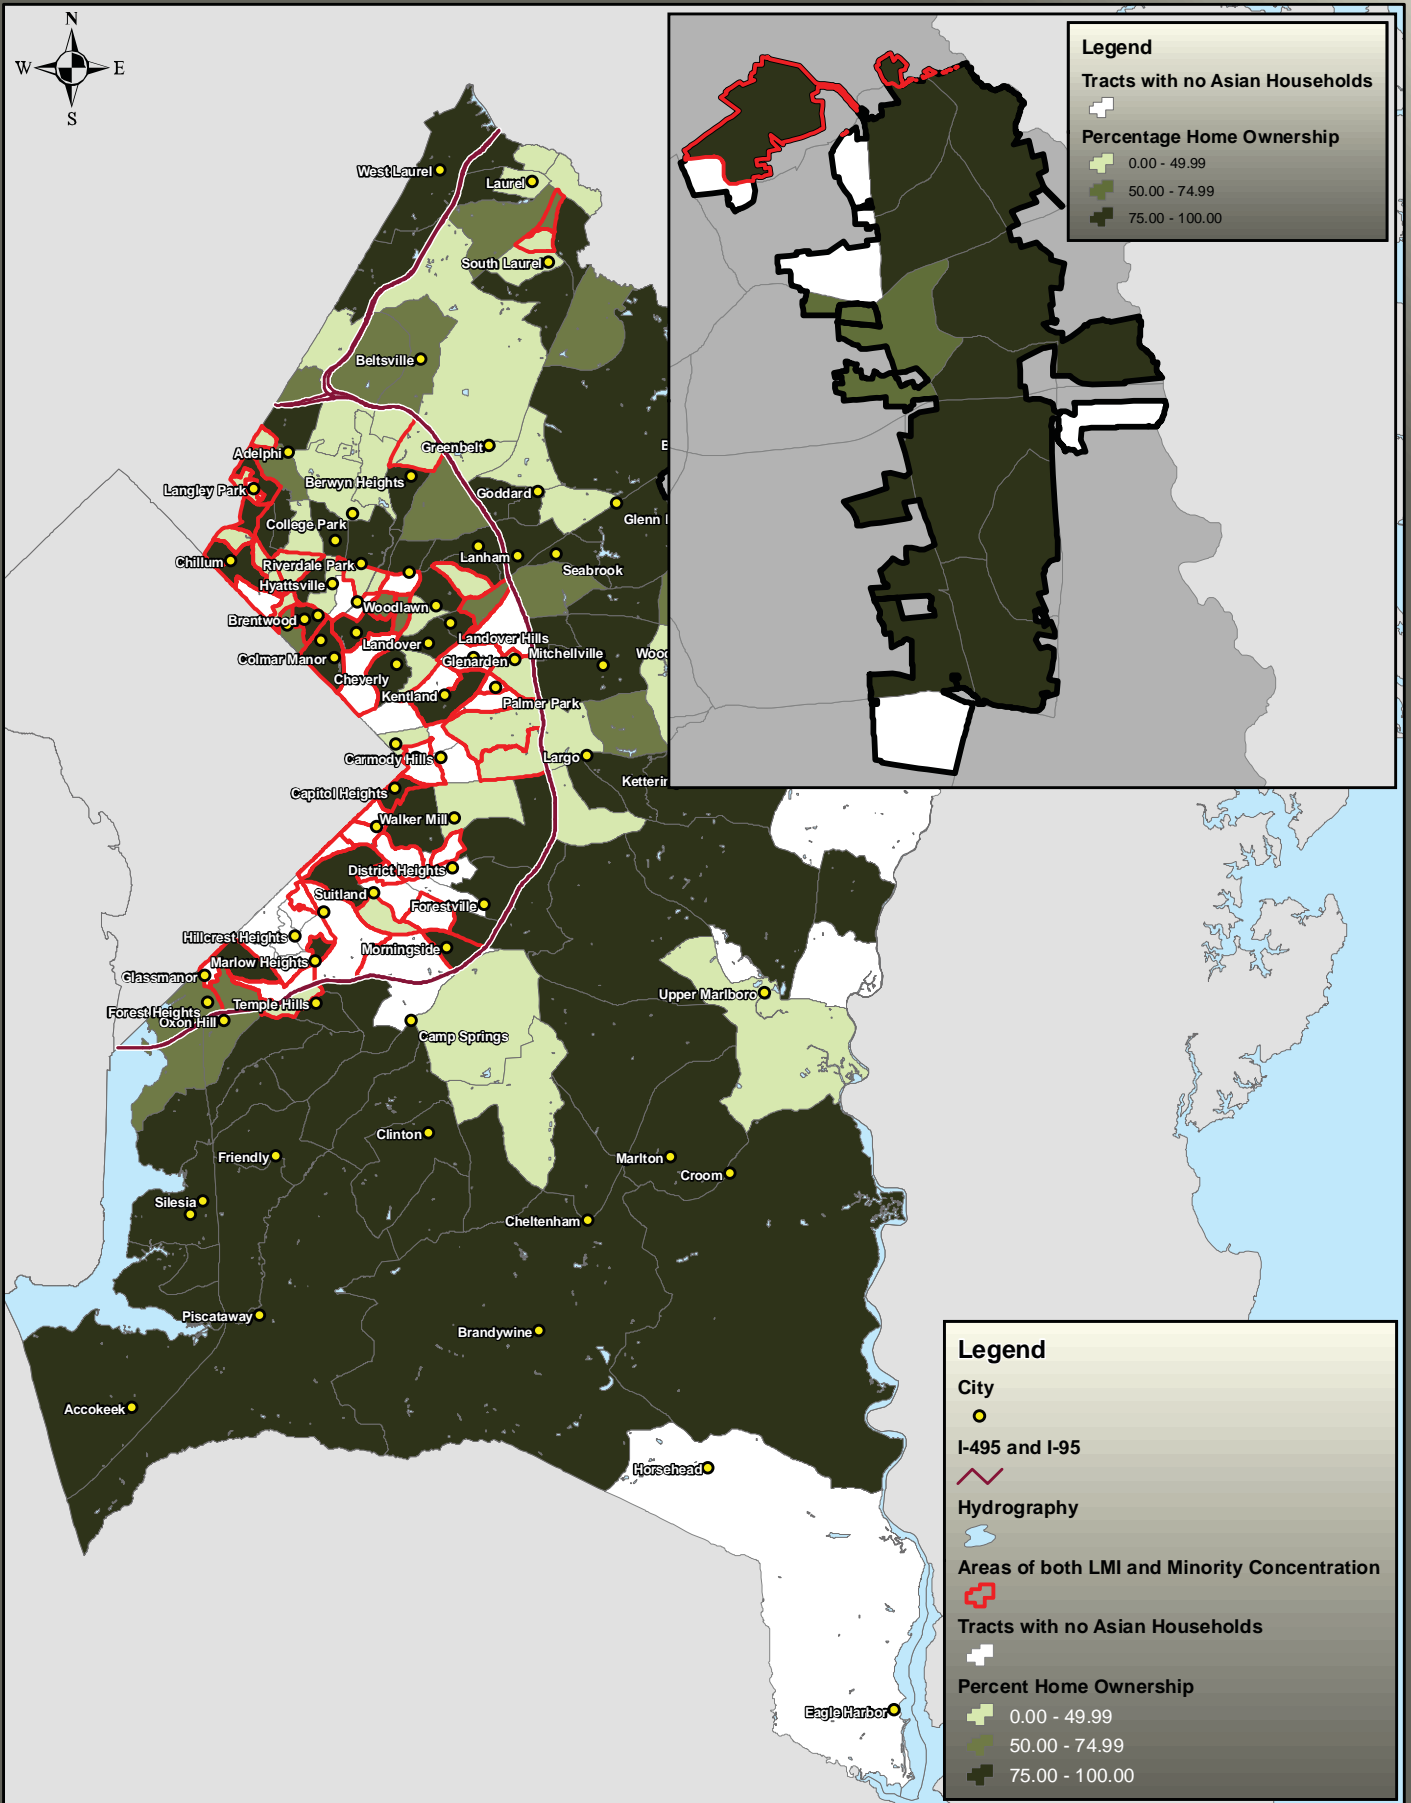 N
W E
S
Legend
Tracts with no Asian Households
Percentage Home Ownership
0.00 - 49.99
50.00 - 74.99
75.00 - 100.00
West Laurel
Laurel
South Laurel
Beltsville
Greenbelt
Adelphi
Berwyn Heights
Langley Park
Goddard
College Park
Glenn
Chillum
Lanham
Riverdale Park
Seabrook
Hyattsville
Woodlawn
Brentwood
Landover
Landover Hills
Colmar Manor
Glenarden
Mitchellville
Cheverly
Kentland
Palmer Park
Carmody Hills
Largo
Capitol Heights
Walker Mill
District Heights
Suitland
Forestville
Hillcrest Heights
Morningside
Marlow Heights
Glassmanor
Upper Marlboro
Forest Heights
Temple Hills
Oxon Hill
Camp Springs
Clinton
Friendly
Marlton
Croom
Silesia
Cheltenham
Piscataway
Brandywine
Accokeek
Horsehead
Eagle Harbor
Legend
City
I-495 and I-95
Hydrography
Areas of both LMI and Minority Concentration
Tracts with no Asian Households
Percent Home Ownership
0.00 - 49.99
50.00 - 74.99
75.00 - 100.00